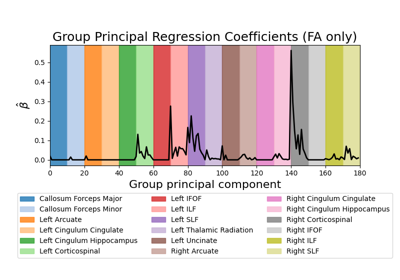 Group Principal Regression Coefficients (FA only)
β̂
0.5
0.4
0.3
0.2
0.1
0.0
0 20 40 60 80 100 120 140 160 180
Group principal component
Callosum Forceps Major
Callosum Forceps Minor
Left Arcuate
Left Cingulum Cingulate
Left Cingulum Hippocampus
Left Corticospinal
Left IFOF
Left ILF
Left SLF
Left Thalamic Radiation
Left Uncinate
Right Arcuate
Right Cingulum Cingulate
Right Cingulum Hippocampus
Right Corticospinal
Right IFOF
Right ILF
Right SLF